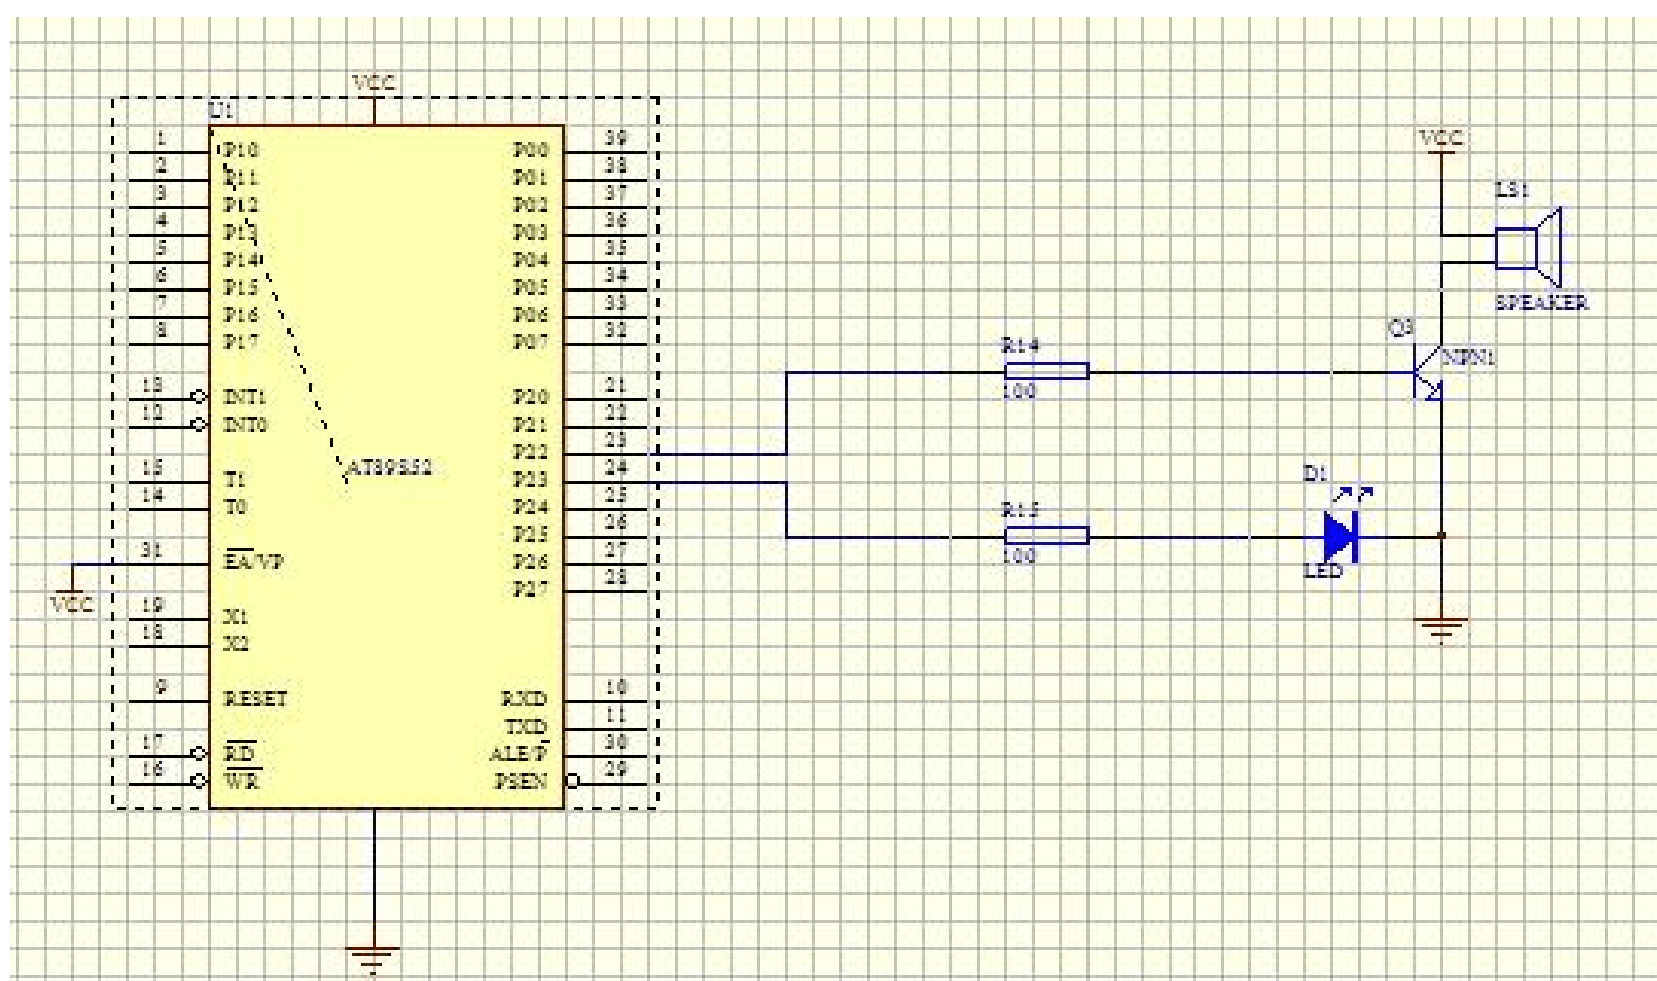 VCC
U1
1 P10 P00 39
2 P11 P01 38
3 P12 P02 37
4 P13 P03 36
5 P14 P04 35
6 P15 P05 34
7 P16 P06 33
8 P17 P07 32
13 INT1 P20 21
12 INT0 P21 22
P22 23
15 T1 P23 24
14 T0 P24 25
P25 26
31 EA/VP P26 27
P27 28
19 X1
18 X2
9 RESET RXD 10
TXD 11
17 RD ALE/P 30
16 WR PSEN 29
AT89S52
VCC
R14
100
R15
100
VCC
LS1
SPEAKER
Q3
NPN1
D1
LED